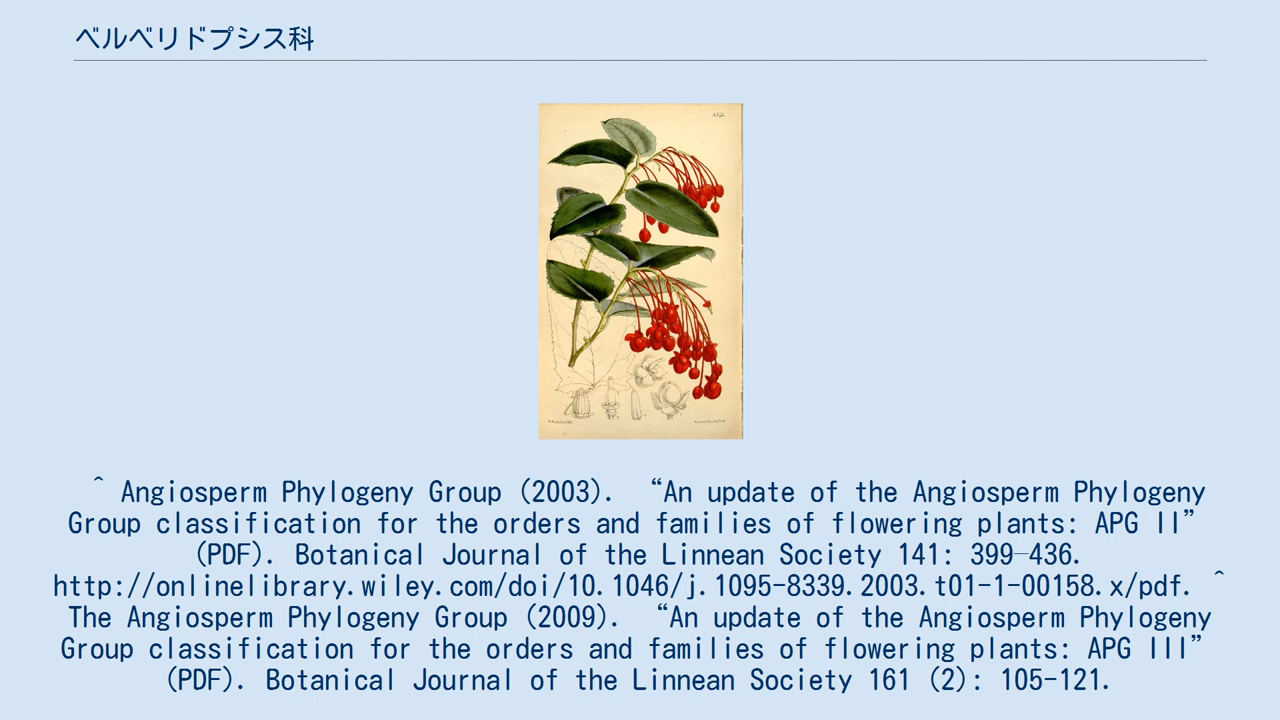 ベルベリドプシス科
^ Angiosperm Phylogeny Group (2003). “An update of the Angiosperm Phylogeny
Group classification for the orders and families of flowering plants: APG II”
(PDF). Botanical Journal of the Linnean Society 141: 399–436.
http://onlinelibrary.wiley.com/doi/10.1046/j.1095-8339.2003.t01-1-00158.x/pdf. ^
The Angiosperm Phylogeny Group (2009). “An update of the Angiosperm Phylogeny
Group classification for the orders and families of flowering plants: APG III”
(PDF). Botanical Journal of the Linnean Society 161 (2): 105-121.